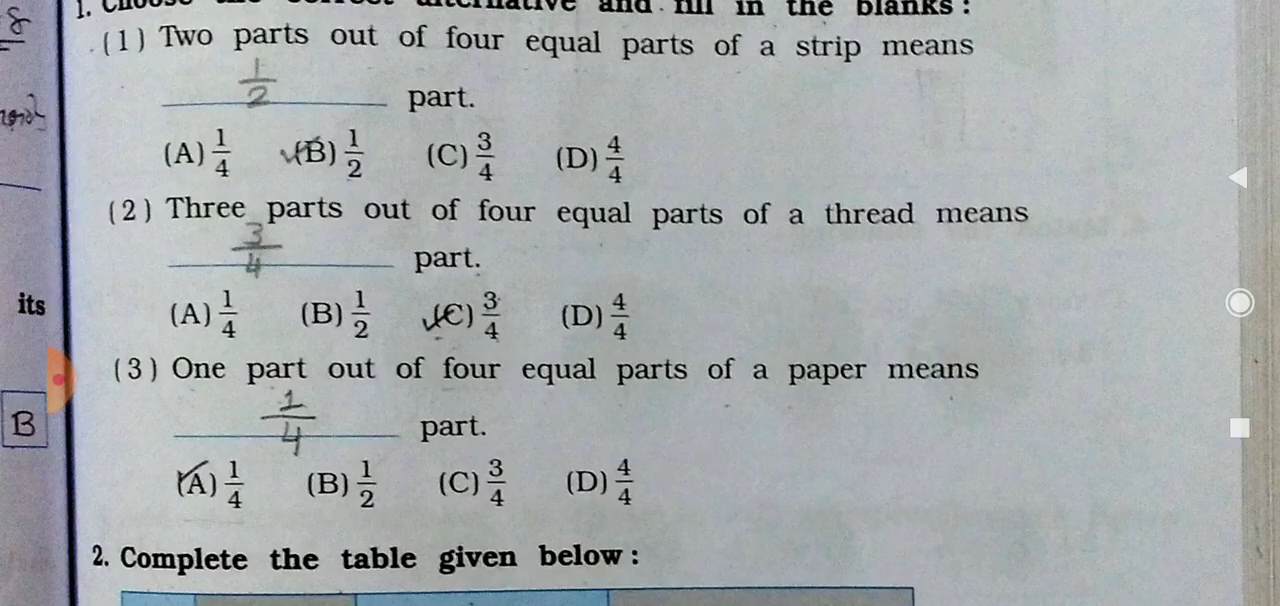 1. Choose the correct alternative and fill in the blanks :
(1) Two parts out of four equal parts of a strip means
1/2 part.
(A) 1/4 (B) 1/2 (C) 3/4 (D) 4/4
(2) Three parts out of four equal parts of a thread means
3/4 part.
(A) 1/4 (B) 1/2 (C) 3/4 (D) 4/4
(3) One part out of four equal parts of a paper means
1/4 part.
(A) 1/4 (B) 1/2 (C) 3/4 (D) 4/4
2. Complete the table given below :
8
its
B